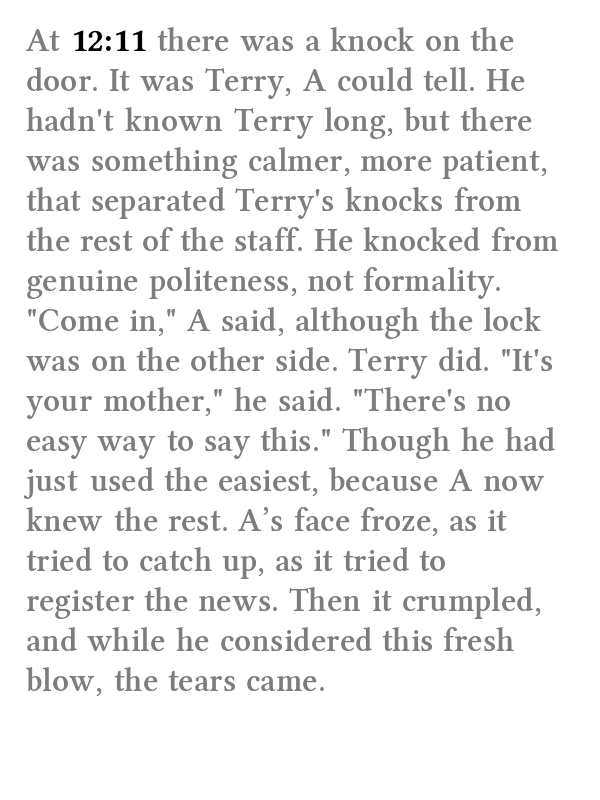 At 12:11 there was a knock on the
door. It was Terry, A could tell. He
hadn't known Terry long, but there
was something calmer, more patient,
that separated Terry's knocks from
the rest of the staff. He knocked from
genuine politeness, not formality.
"Come in," A said, although the lock
was on the other side. Terry did. "It's
your mother," he said. "There's no
easy way to say this." Though he had
just used the easiest, because A now
knew the rest. A’s face froze, as it
tried to catch up, as it tried to
register the news. Then it crumpled,
and while he considered this fresh
blow, the tears came.